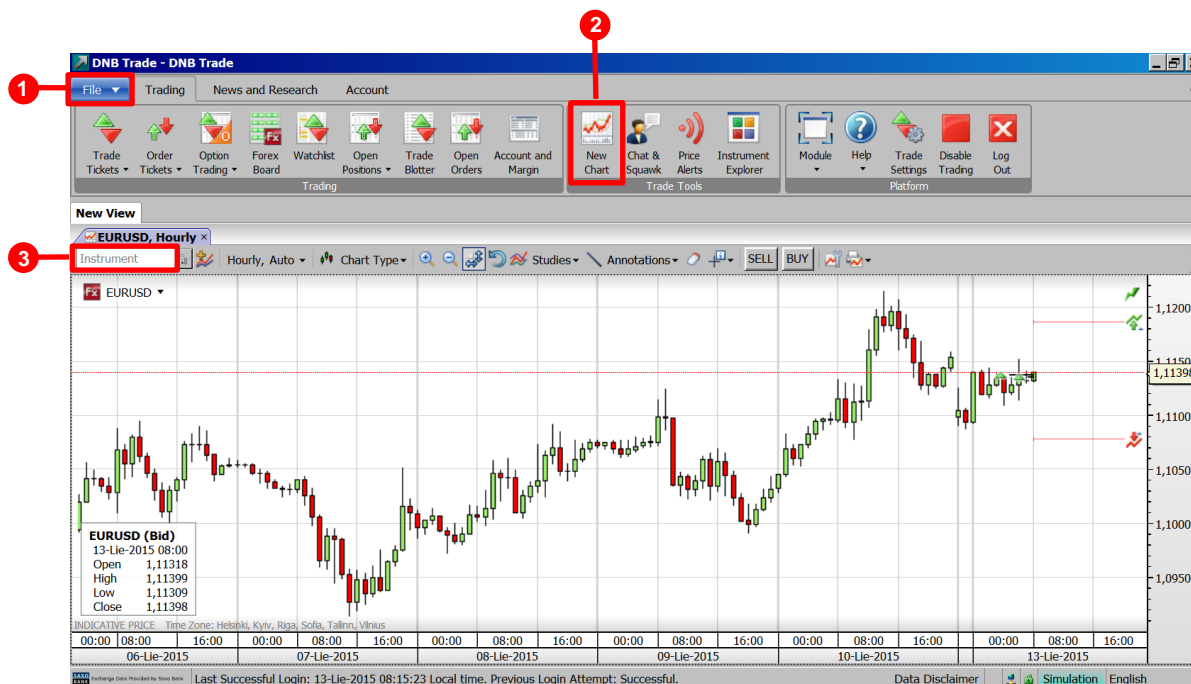 2
DNB Trade - DNB Trade
1
File Trading News and Research Account
Trade Tickets Order Tickets Option Trading Forex Board Watchlist Open Positions Trade Blotter Open Orders Account and Margin New Chart Chat & Squawk Price Alerts Instrument Explorer Module Help Trade Settings Disable Trading Log Out
Trading Trade Tools Platform
New View
EURUSD, Hourly ×
3
Instrument Hourly, Auto Chart Type Studies Annotations SELL BUY
Fx EURUSD
1,1200
1,1150
1,11398
1,1100
1,1050
1,1000
1,0950
EURUSD (Bid)
13-Lie-2015 08:00
Open 1,11318
High 1,11399
Low 1,11309
Close 1,11398
INDICATIVE PRICE Time Zone: Helsinki, Kyiv, Riga, Sofia, Tallinn, Vilnius
00:00 08:00 16:00 00:00 08:00 16:00 00:00 08:00 16:00 00:00 08:00 16:00 00:00 08:00 16:00 00:00 08:00 16:00
06-Lie-2015 07-Lie-2015 08-Lie-2015 09-Lie-2015 10-Lie-2015 13-Lie-2015
SAXO BANK Exchange Data Provided by Saxo Bank Last Successful Login: 13-Lie-2015 08:15:23 Local time. Previous Login Attempt: Successful. Data Disclaimer Simulation English